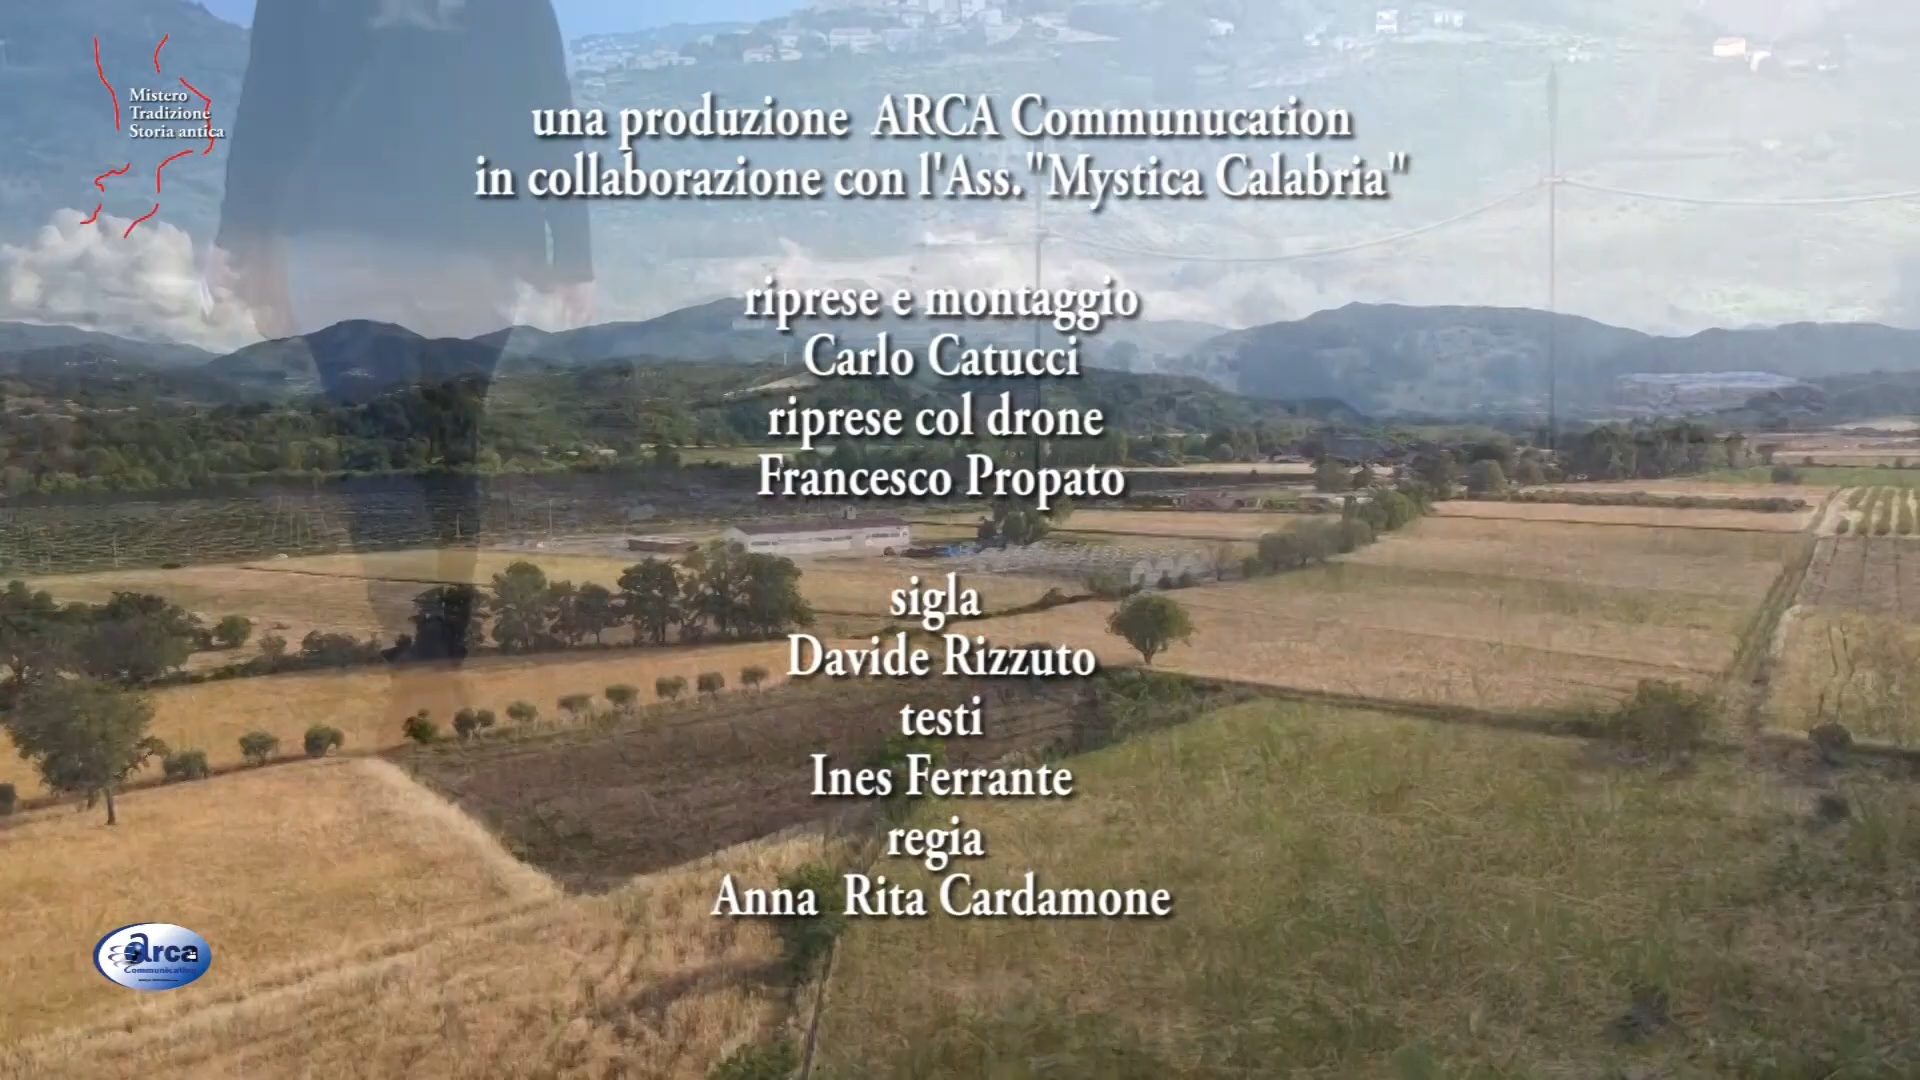 Mistero
Tradizione
Storia antica
una produzione ARCA Communucation
in collaborazione con l'Ass."Mystica Calabria"
riprese e montaggio
Carlo Catucci
riprese col drone
Francesco Propato
sigla
Davide Rizzuto
testi
Ines Ferrante
regia
Anna Rita Cardamone
arca
Communication